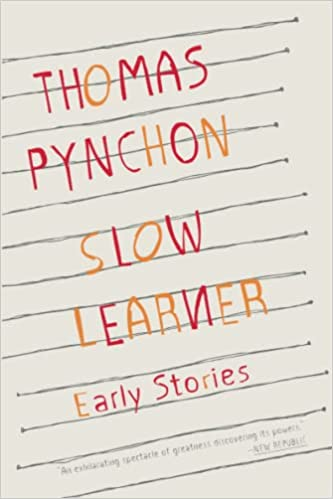 THOMAS
PYNCHON
SLOW
LEARNER
Early Stories
"An exhilarating spectacle of greatness discovering its powers."
—NEW REPUBLIC